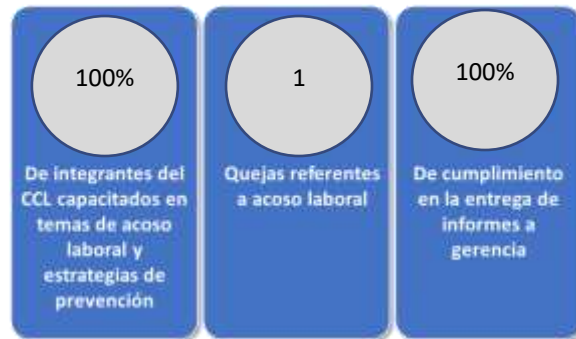 100%
De integrantes del
CCL capacitados en
temas de acoso
laboral y
estrategias de
prevención
1
Quejas referentes
a acoso laboral
100%
De cumplimiento
en la entrega de
informes a
gerencia